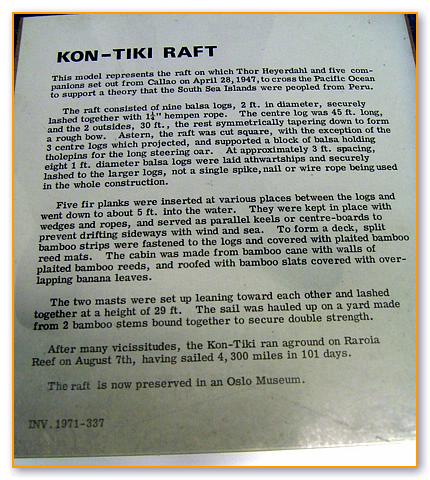 KON-TIKI RAFT
This model represents the raft on which Thor Heyerdahl and five com-
panions set out from Callao on April 28, 1947, to cross the Pacific Ocean
to support a theory that the South Sea Islands were peopled from Peru.
The raft consisted of nine balsa logs, 2 ft. in diameter, securely
lashed together with 1¼" hempen rope. The centre log was 45 ft. long,
and the 2 outsides, 30 ft., the rest symmetrically tapering down to form
a rough bow. Astern, the raft was cut square, with the exception of the
3 centre logs which projected, and supported a block of balsa holding
tholepins for the long steering oar. At approximately 3 ft. spacing,
eight 1 ft. diameter balsa logs were laid athwartships and securely
lashed to the larger logs, not a single spike, nail or wire rope being used
in the whole construction.
Five fir planks were inserted at various places between the logs and
went down to about 5 ft. into the water. They were kept in place with
wedges and ropes, and served as parallel keels or centre-boards to
prevent drifting sideways with wind and sea. To form a deck, split
bamboo strips were fastened to the logs and covered with plaited bamboo
reed mats. The cabin was made from bamboo cane with walls of
plaited bamboo reeds, and roofed with bamboo slats covered with over-
lapping banana leaves.
The two masts were set up leaning toward each other and lashed
together at a height of 29 ft. The sail was hauled up on a yard made
from 2 bamboo stems bound together to secure double strength.
After many vicissitudes, the Kon-Tiki ran aground on Raroia
Reef on August 7th, having sailed 4,300 miles in 101 days.
The raft is now preserved in an Oslo Museum.
INV. 1971-337